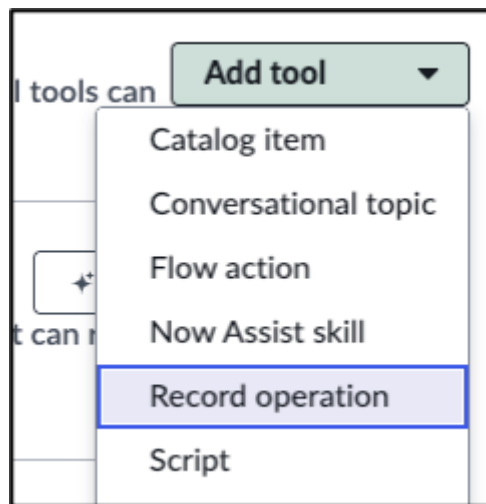 Add tool
l tools can
Catalog item
Conversational topic
Flow action
Now Assist skill
t can r
Record operation
Script